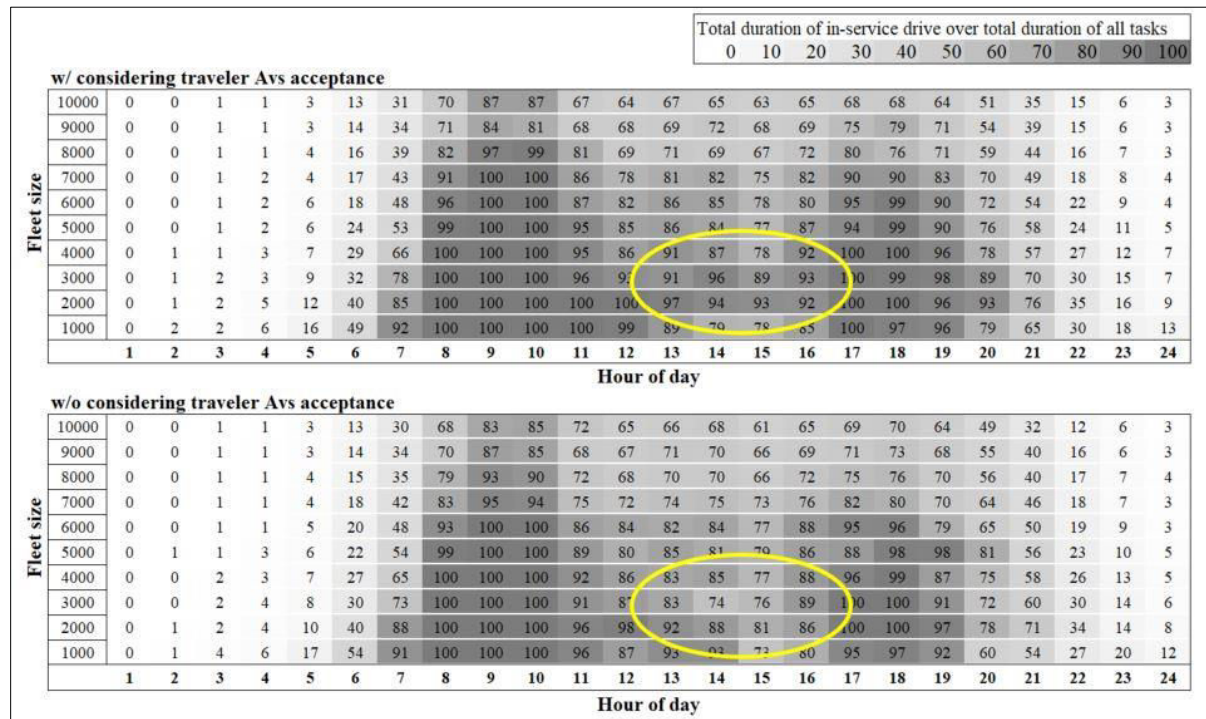 Total duration of in-service drive over total duration of all tasks
0 10 20 30 40 50 60 70 80 90 100
w/ considering traveler Avs acceptance
Fleet size
10000 0 0 1 1 3 13 31 70 87 87 67 64 67 65 63 65 68 68 64 51 35 15 6 3
9000 0 0 1 1 3 14 34 71 84 81 68 68 69 72 68 69 75 79 71 54 39 15 6 3
8000 0 0 1 1 4 16 39 82 97 99 81 69 71 69 67 72 80 76 71 59 44 16 7 3
7000 0 0 1 2 4 17 43 91 100 100 86 78 81 82 75 82 90 90 83 70 49 18 8 4
6000 0 0 1 2 6 18 48 96 100 100 87 82 86 85 78 80 95 99 90 72 54 22 9 4
5000 0 0 1 2 6 24 53 99 100 100 95 85 86 84 77 87 94 99 90 76 58 24 11 5
4000 0 1 1 3 7 29 66 100 100 100 95 86 91 87 78 92 100 100 96 78 57 27 12 7
3000 0 1 2 3 9 32 78 100 100 100 96 91 96 89 93 100 99 98 89 70 30 15 7
2000 0 1 2 5 12 40 85 100 100 100 100 100 97 94 93 92 100 100 96 93 76 35 16 9
1000 0 2 2 6 16 49 92 100 100 100 100 99 89 79 78 85 100 97 96 79 65 30 18 13
1 2 3 4 5 6 7 8 9 10 11 12 13 14 15 16 17 18 19 20 21 22 23 24
Hour of day
w/o considering traveler Avs acceptance
Fleet size
10000 0 0 1 1 3 13 30 68 83 85 72 65 66 68 61 65 69 70 64 49 32 12 6 3
9000 0 0 1 1 3 14 34 70 87 85 68 67 71 70 66 69 71 73 68 55 40 16 6 3
8000 0 0 1 1 4 15 35 79 93 90 72 68 70 70 66 72 75 76 70 56 40 17 7 4
7000 0 0 1 1 4 18 42 83 95 94 75 72 74 75 73 76 82 80 70 64 46 18 7 3
6000 0 0 1 1 5 20 48 93 100 100 86 84 82 84 77 88 95 96 79 65 50 19 9 3
5000 0 1 1 3 6 22 54 99 100 100 89 80 85 81 79 86 88 98 98 81 56 23 10 5
4000 0 0 2 3 7 27 65 100 100 100 92 86 83 85 77 88 96 99 87 75 58 26 13 5
3000 0 0 2 4 8 30 73 100 100 100 91 87 83 74 76 89 100 100 91 72 60 30 14 6
2000 0 1 2 4 10 40 88 100 100 100 96 98 92 88 81 86 100 100 97 78 71 34 14 8
1000 0 1 4 6 17 54 91 100 100 100 96 87 93 93 73 80 95 97 92 60 54 27 20 12
1 2 3 4 5 6 7 8 9 10 11 12 13 14 15 16 17 18 19 20 21 22 23 24
Hour of day